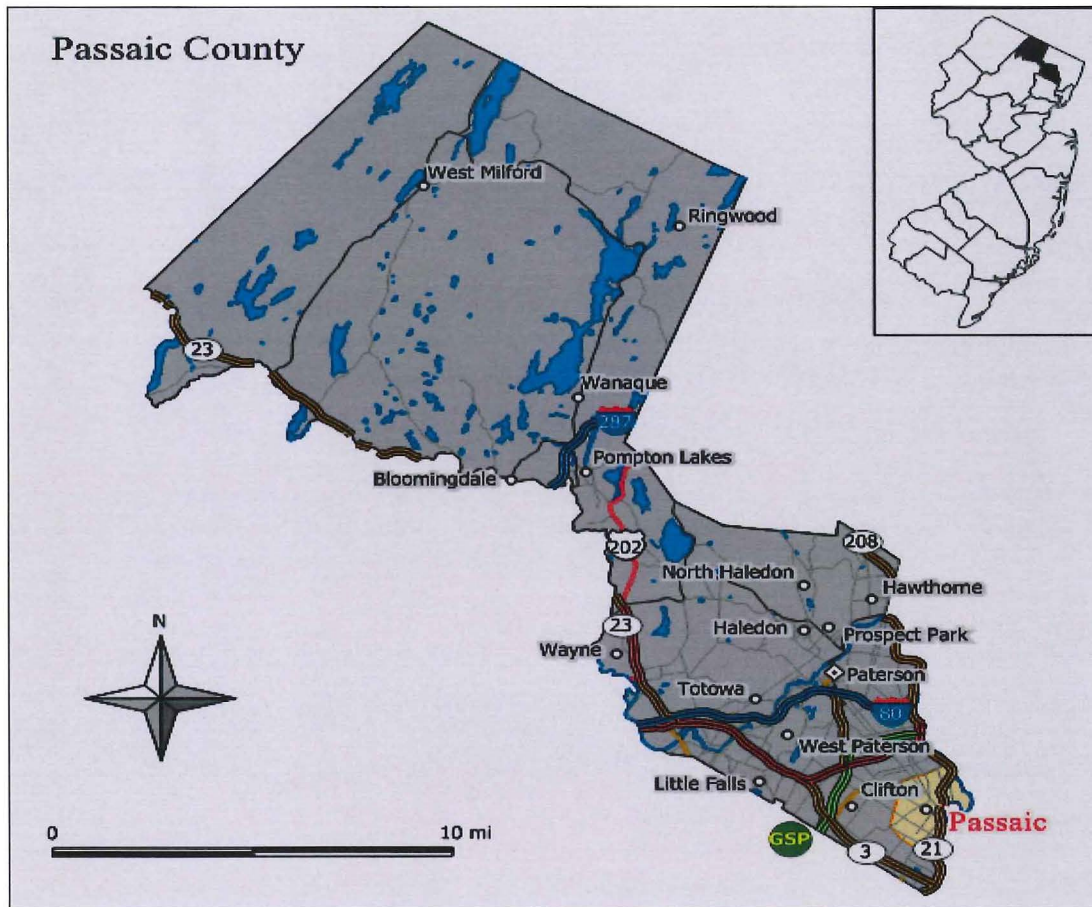 Passaic County
West Milford
Ringwood
23
Wanaque
287
Pompton Lakes
Bloomingdale
202
208
North Haledon
Hawthorne
N
23
Haledon
Prospect Park
Wayne
Paterson
Totowa
80
West Paterson
Little Falls
Clifton
Passaic
0
10 mi
GSP
3
21